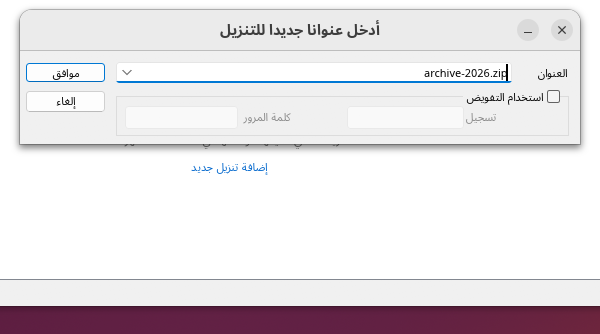 أدخل عنوانا جديدا للتنزيل
العنوان
archive-2026.zip
موافق
استخدام التفويض
إلغاء
تسجيل
كلمة المرور
إضافة تنزيل جديد